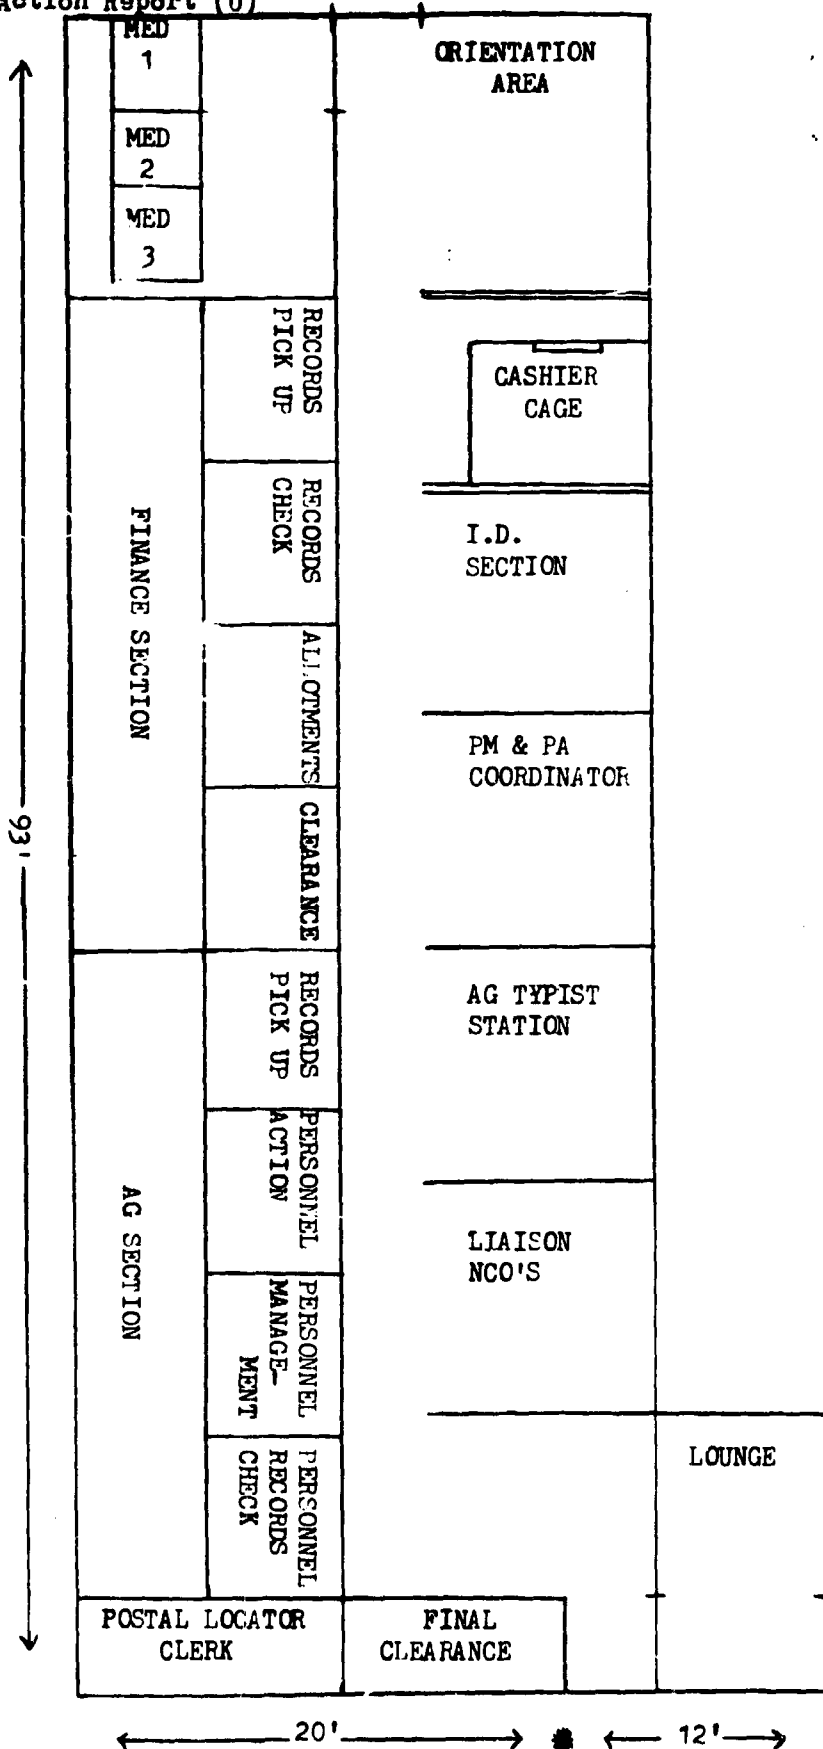 Action Report (U)
MED
1
MED
2
MED
3
ORIENTATION
AREA
RECORDS
PICK UP
CASHIER
CAGE
RECORDS
CHECK
I.D.
SECTION
FINANCE SECTION
ALLOTMENTS
PM & PA
COORDINATOR
CLEARANCE
93'
RECORDS
PICK UP
AG TYPIST
STATION
PERSONNEL
ACTION
AG SECTION
LIAISON
NCO'S
PERSONNEL
MANAGE-
MENT
PERSONNEL
RECORDS
CHECK
LOUNGE
POSTAL LOCATOR
CLERK
FINAL
CLEARANCE
20'
12'